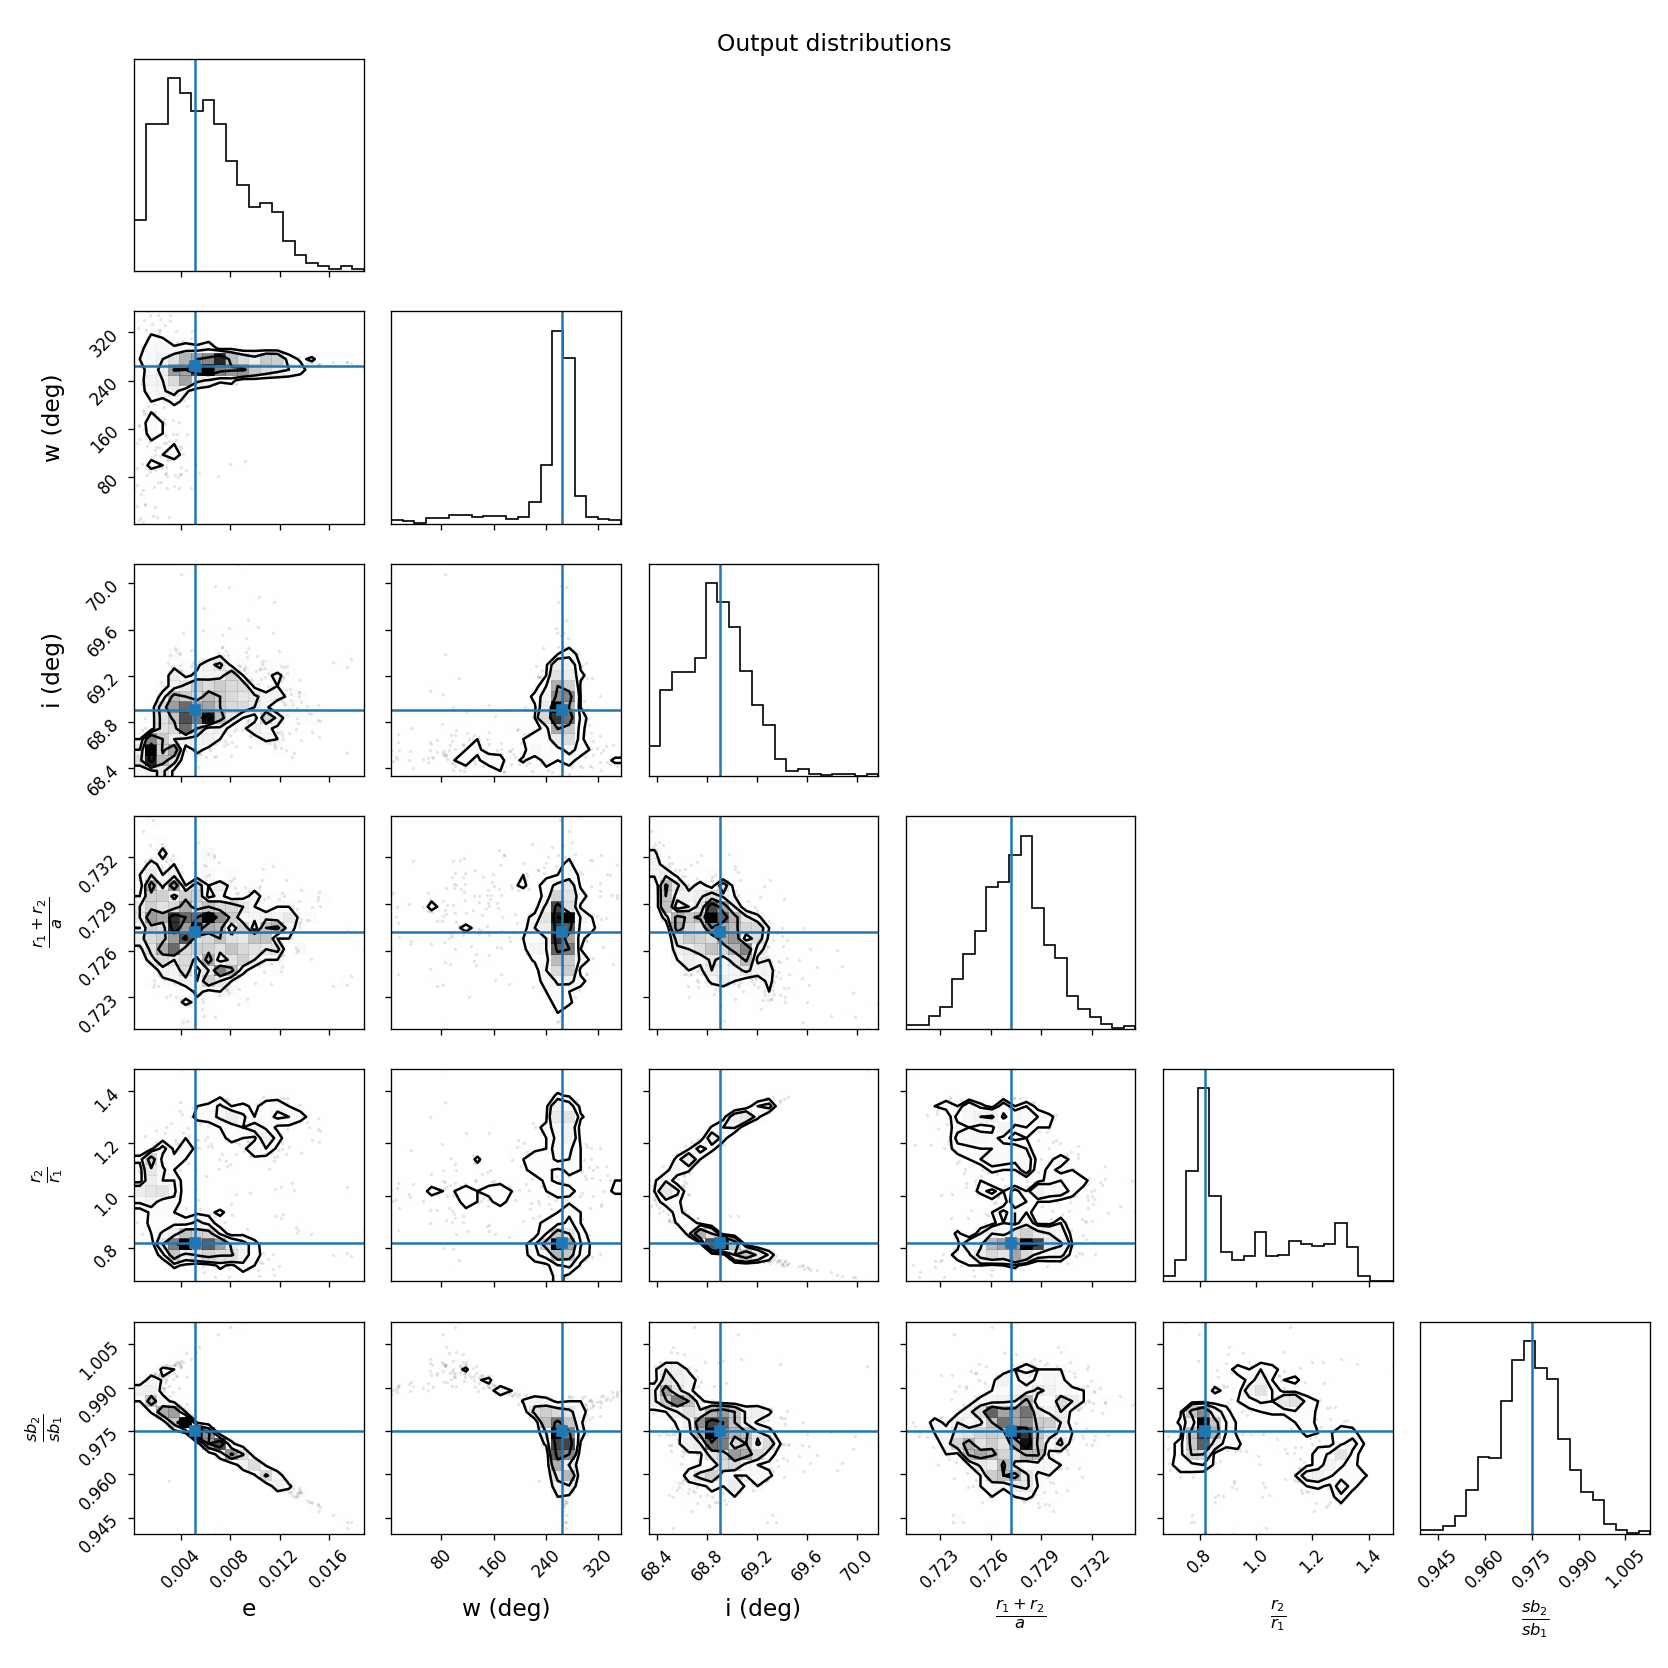 Output distributions
w (deg)
320
240
160
80
i (deg)
70.0
69.6
69.2
68.8
68.4
r₁ + r₂
a
0.732
0.729
0.726
0.723
r₂
r₁
1.4
1.2
1.0
0.8
sb₂
sb₁
1.005
0.990
0.975
0.960
0.945
0.004 0.008 0.012 0.016
80 160 240 320
68.4 68.8 69.2 69.6 70.0
0.723 0.726 0.729 0.732
0.8 1.0 1.2 1.4
0.945 0.960 0.975 0.990 1.005
e
w (deg)
i (deg)
r₁ + r₂
a
r₂
r₁
sb₂
sb₁